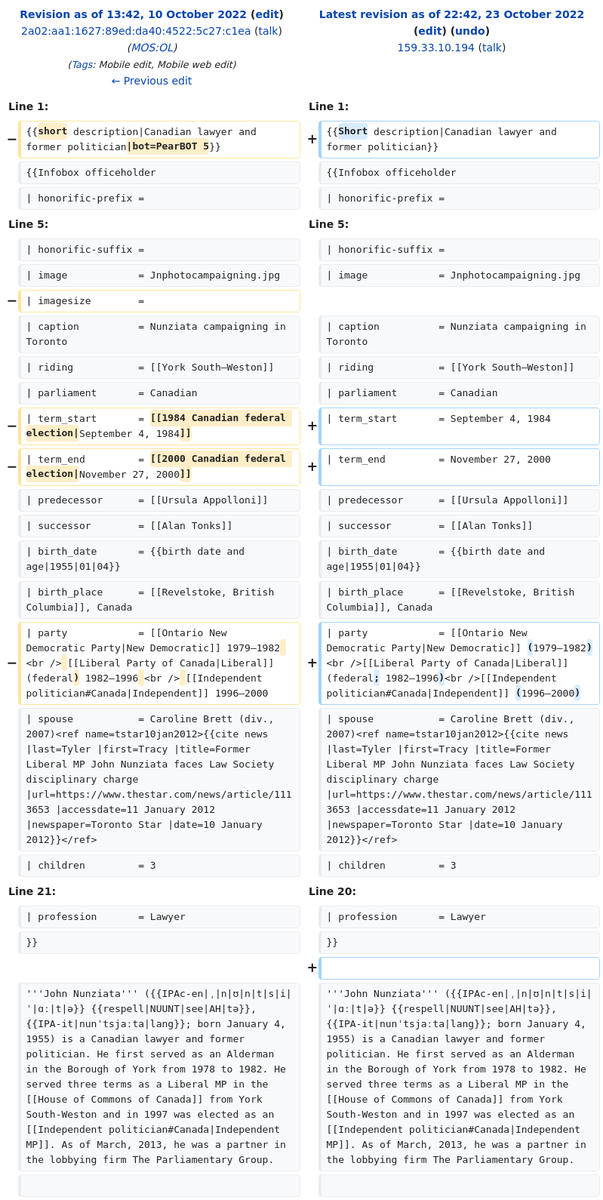 Revision as of 13:42, 10 October 2022 (edit)
2a02:aa1:1627:89ed:da40:4522:5c27:c1ea (talk)
(MOS:OL)
(Tags: Mobile edit, Mobile web edit)
← Previous edit
Latest revision as of 22:42, 23 October 2022
(edit) (undo)
159.33.10.194 (talk)
Line 1:
Line 1:
− {{short description|Canadian lawyer and
former politician|bot=PearBOT 5}}
+ {{Short description|Canadian lawyer and
former politician}}
{{Infobox officeholder
{{Infobox officeholder
| honorific-prefix =
| honorific-prefix =
Line 5:
Line 5:
| honorific-suffix =
| honorific-suffix =
| image = Jnphotocampaigning.jpg
| image = Jnphotocampaigning.jpg
− | imagesize =
| caption = Nunziata campaigning in
Toronto
| caption = Nunziata campaigning in
Toronto
| riding = [[York South—Weston]]
| riding = [[York South—Weston]]
| parliament = Canadian
| parliament = Canadian
− | term_start = [[1984 Canadian federal
election|September 4, 1984]]
+ | term_start = September 4, 1984
− | term_end = [[2000 Canadian federal
election|November 27, 2000]]
+ | term_end = November 27, 2000
| predecessor = [[Ursula Appolloni]]
| predecessor = [[Ursula Appolloni]]
| successor = [[Alan Tonks]]
| successor = [[Alan Tonks]]
| birth_date = {{birth date and
age|1955|01|04}}
| birth_date = {{birth date and
age|1955|01|04}}
| birth_place = [[Revelstoke, British
Columbia]], Canada
| birth_place = [[Revelstoke, British
Columbia]], Canada
− | party = [[Ontario New
Democratic Party|New Democratic]] 1979–1982
<br /> [[Liberal Party of Canada|Liberal]]
(federal) 1982–1996 <br /> [[Independent
politician#Canada|Independent]] 1996–2000
+ | party = [[Ontario New
Democratic Party|New Democratic]] (1979–1982)
<br />[[Liberal Party of Canada|Liberal]]
(federal; 1982–1996)<br />[[Independent
politician#Canada|Independent]] (1996–2000)
| spouse = Caroline Brett (div.,
2007)<ref name=tstar10jan2012>{{cite news
|last=Tyler |first=Tracy |title=Former
Liberal MP John Nunziata faces Law Society
disciplinary charge
|url=https://www.thestar.com/news/article/111
3653 |accessdate=11 January 2012
|newspaper=Toronto Star |date=10 January
2012}}</ref>
| spouse = Caroline Brett (div.,
2007)<ref name=tstar10jan2012>{{cite news
|last=Tyler |first=Tracy |title=Former
Liberal MP John Nunziata faces Law Society
disciplinary charge
|url=https://www.thestar.com/news/article/111
3653 |accessdate=11 January 2012
|newspaper=Toronto Star |date=10 January
2012}}</ref>
| children = 3
| children = 3
Line 21:
Line 20:
| profession = Lawyer
| profession = Lawyer
}}
}}
+
'''John Nunziata''' ({{IPAc-en|ˌ|n|ʊ|n|t|s|i|
ˈ|ɑː|t|ə}} {{respell|NUUNT|see|AH|tə}},
{{IPA-it|nunˈtsjaːta|lang}}; born January 4,
1955) is a Canadian lawyer and former
politician. He first served as an Alderman
in the Borough of York from 1978 to 1982. He
served three terms as a Liberal MP in the
[[House of Commons of Canada]] from York
South-Weston and in 1997 was elected as an
[[Independent politician#Canada|Independent
MP]]. As of March, 2013, he was a partner in
the lobbying firm The Parliamentary Group.
'''John Nunziata''' ({{IPAc-en|ˌ|n|ʊ|n|t|s|i|
ˈ|ɑː|t|ə}} {{respell|NUUNT|see|AH|tə}},
{{IPA-it|nunˈtsjaːta|lang}}; born January 4,
1955) is a Canadian lawyer and former
politician. He first served as an Alderman
in the Borough of York from 1978 to 1982. He
served three terms as a Liberal MP in the
[[House of Commons of Canada]] from York
South-Weston and in 1997 was elected as an
[[Independent politician#Canada|Independent
MP]]. As of March, 2013, he was a partner in
the lobbying firm The Parliamentary Group.